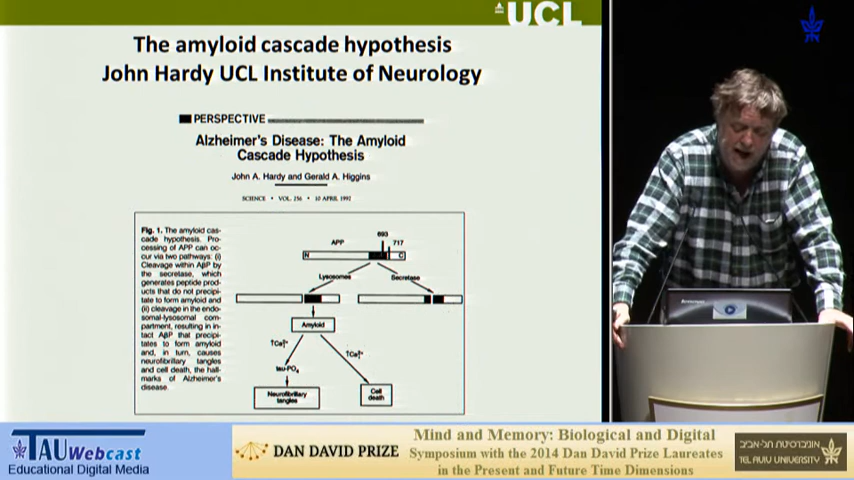 UCL
The amyloid cascade hypothesis
John Hardy UCL Institute of Neurology
PERSPECTIVE
Alzheimer's Disease: The Amyloid
Cascade Hypothesis
John A. Hardy and Gerald A. Higgins
SCIENCE • VOL. 256 • 10 APRIL 1992
Fig. 1. The amyloid cas-
cade hypothesis. Pro-
cessing of APP can oc-
cur via two pathways: (i)
Cleavage within AβP by
the secretase, which
generates peptide prod-
ucts that do not precipi-
tate to form amyloid and
(ii) cleavage in the endo-
somal-lysosomal com-
partment, resulting in in-
tact AβP that precipi-
tates to form amyloid
and, in turn, causes
neurofibrillary tangles
and cell death, the hall-
marks of Alzheimer's
disease.
693
APP
717
N
C
Lysosomes
Secretase
Amyloid
tau-PO₄
Neurofibrillary
tangles
Cell
death
TAU Webcast
Educational Digital Media
DAN DAVID PRIZE
Mind and Memory: Biological and Digital
Symposium with the 2014 Dan David Prize Laureates
in the Present and Future Time Dimensions
אוניברסיטת תל-אביב
TEL AVIV UNIVERSITY